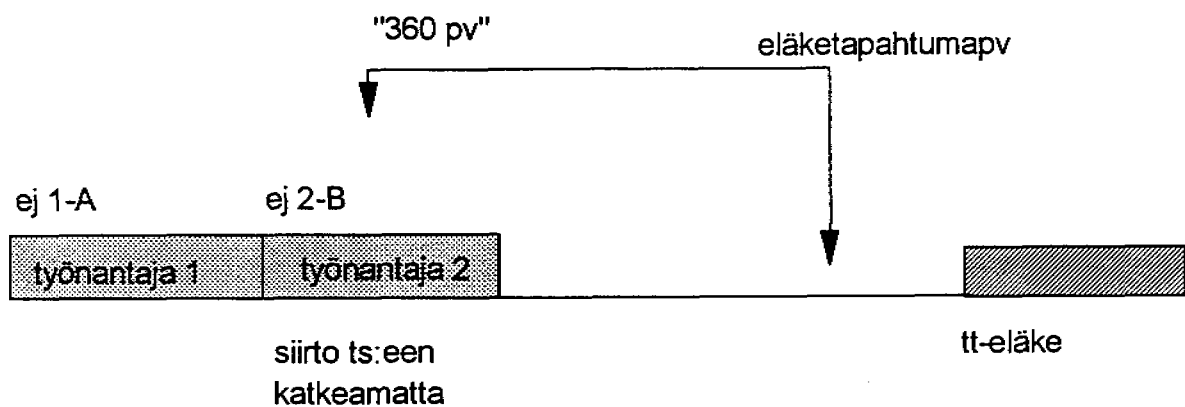 "360 pv"
eläketapahtumapv
ej 1-A
ej 2-B
työnantaja 1
työnantaja 2
siirto ts:een
katkeamatta
tt-eläke